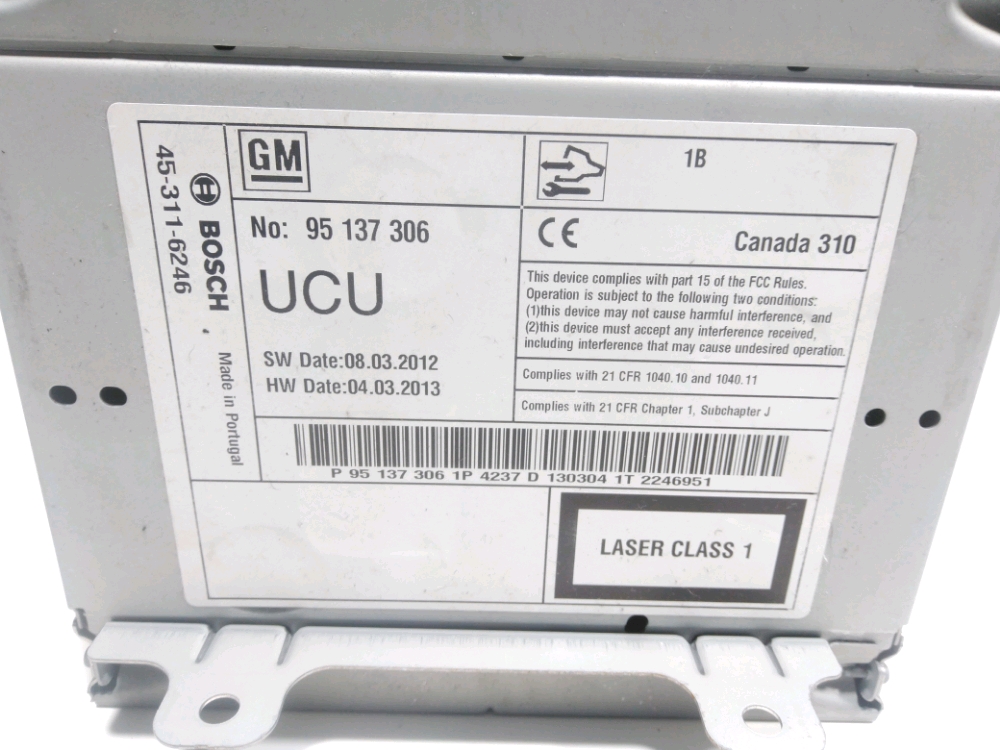 45-311-6246
BOSCH
Made in Portugal
GM
1B
No: 95 137 306
UCU
SW Date:08.03.2012
HW Date:04.03.2013
CE
Canada 310
This device complies with part 15 of the FCC Rules.
Operation is subject to the following two conditions:
(1)this device may not cause harmful interference, and
(2)this device must accept any interference received,
including interference that may cause undesired operation.
Complies with 21 CFR 1040.10 and 1040.11
Complies with 21 CFR Chapter 1, Subchapter J
P 95 137 306 1P 4237 D 130304 1T 2246951
LASER CLASS 1